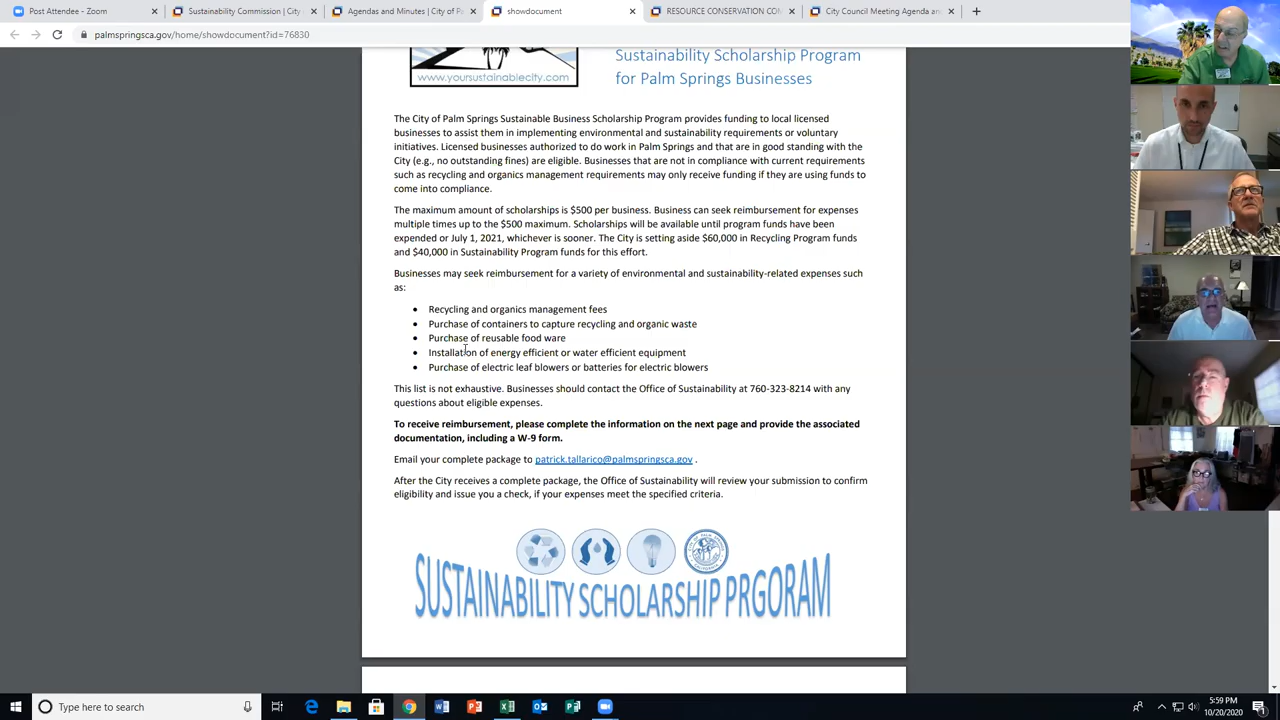 Post Attendee - Zoom
Sustainability Commission | City
Agendas and Minutes | City of Pa
showdocument
RESOURCE CONSERVATION COM
City Council Meeting Agenda an
palmspringsca.gov/home/showdocument?id=76830
www.yoursustainablecity.com
Sustainability Scholarship Program
for Palm Springs Businesses
The City of Palm Springs Sustainable Business Scholarship Program provides funding to local licensed
businesses to assist them in implementing environmental and sustainability requirements or voluntary
initiatives. Licensed businesses authorized to do work in Palm Springs and that are in good standing with the
City (e.g., no outstanding fines) are eligible. Businesses that are not in compliance with current requirements
such as recycling and organics management requirements may only receive funding if they are using funds to
come into compliance.
The maximum amount of scholarships is $500 per business. Business can seek reimbursement for expenses
multiple times up to the $500 maximum. Scholarships will be available until program funds have been
expended or July 1, 2021, whichever is sooner. The City is setting aside $60,000 in Recycling Program funds
and $40,000 in Sustainability Program funds for this effort.
Businesses may seek reimbursement for a variety of environmental and sustainability-related expenses such
as:
• Recycling and organics management fees
• Purchase of containers to capture recycling and organic waste
• Purchase of reusable food ware
• Installation of energy efficient or water efficient equipment
• Purchase of electric leaf blowers or batteries for electric blowers
This list is not exhaustive. Businesses should contact the Office of Sustainability at 760-323-8214 with any
questions about eligible expenses.
To receive reimbursement, please complete the information on the next page and provide the associated
documentation, including a W-9 form.
Email your complete package to patrick.tallarico@palmspringsca.gov .
After the City receives a complete package, the Office of Sustainability will review your submission to confirm
eligibility and issue you a check, if your expenses meet the specified criteria.
SUSTAINABILITY SCHOLARSHIP PRGORAM
Type here to search
5:59 PM
10/20/2020